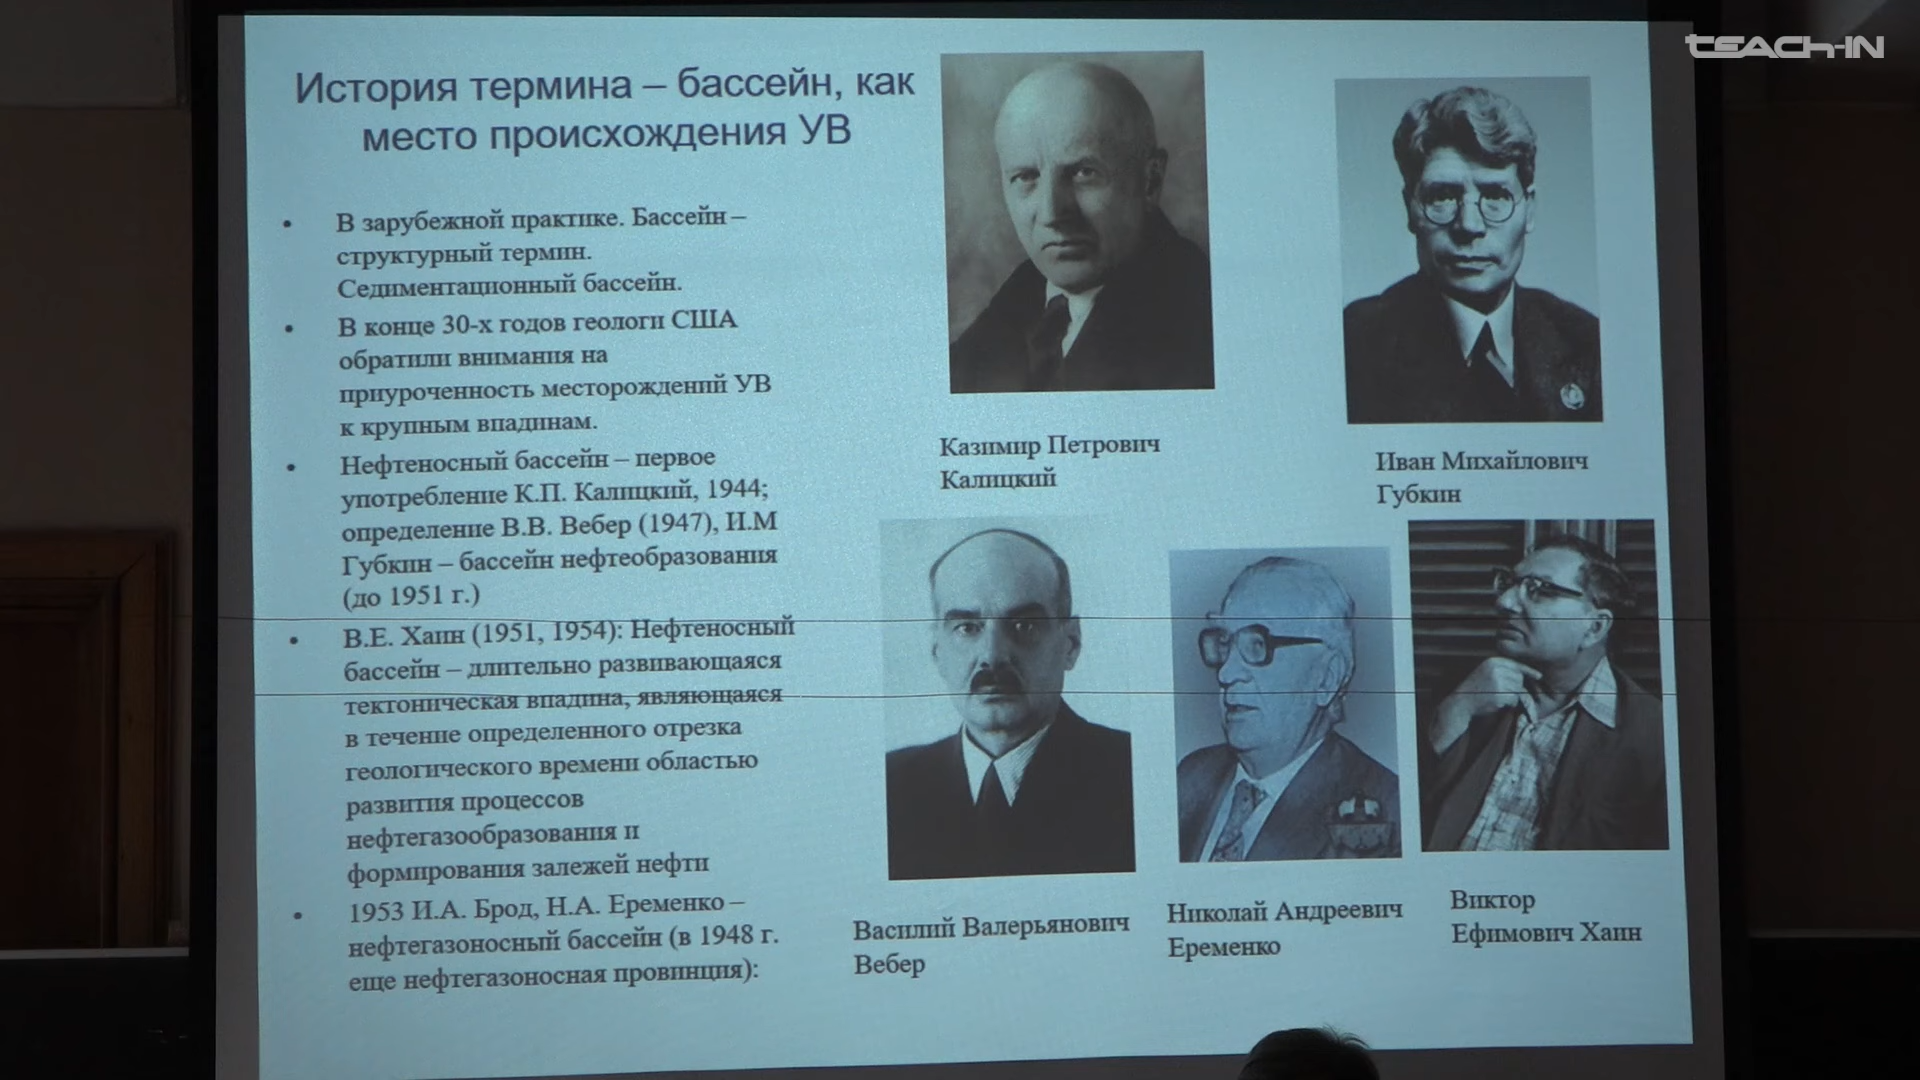 TEACH-IN
История термина – бассейн, как
место происхождения УВ
• В зарубежной практике. Бассейн –
структурный термин.
Седиментационный бассейн.
• В конце 30-х годов геологи США
обратили внимания на
приуроченность месторождений УВ
к крупным впадинам.
• Нефтеносный бассейн – первое
употребление К.П. Калицкий, 1944;
определение В.В. Вебер (1947), И.М
Губкин – бассейн нефтеобразования
(до 1951 г.)
• В.Е. Хаин (1951, 1954): Нефтеносный
бассейн – длительно развивающаяся
тектоническая впадина, являющаяся
в течение определенного отрезка
геологического времени областью
развития процессов
нефтегазообразования и
формирования залежей нефти
• 1953 И.А. Брод, Н.А. Еременко –
нефтегазоносный бассейн (в 1948 г.
еще нефтегазоносная провинция):
Казимир Петрович
Калицкий
Иван Михайлович
Губкин
Василий Валерьянович
Вебер
Николай Андреевич
Еременко
Виктор
Ефимович Хаин